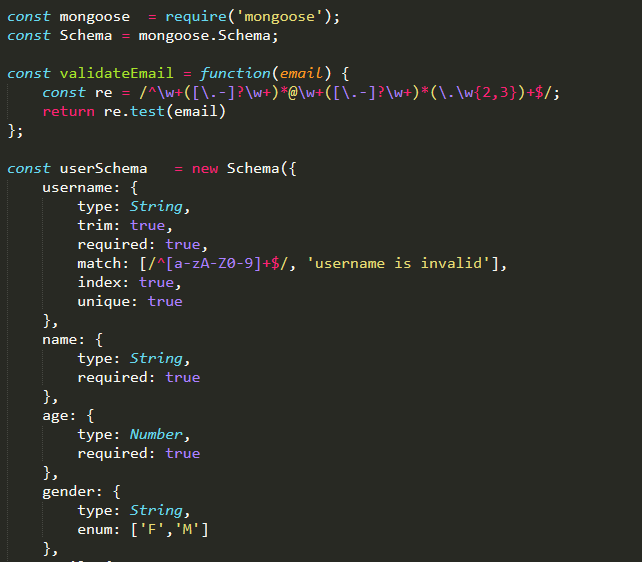 const mongoose  = require('mongoose');
const Schema = mongoose.Schema;
const validateEmail = function(email) {
    const re = /^\w+([\.-]?\w+)*@\w+([\.-]?\w+)*(\.\w{2,3})+$/;
    return re.test(email)
};
const userSchema   = new Schema({
    username: {
        type: String,
        trim: true,
        required: true,
        match: [/^[a-zA-Z0-9]+$/, 'username is invalid'],
        index: true,
        unique: true
    },
    name: {
        type: String,
        required: true
    },
    age: {
        type: Number,
        required: true
    },
    gender: {
        type: String,
        enum: ['F','M']
    },